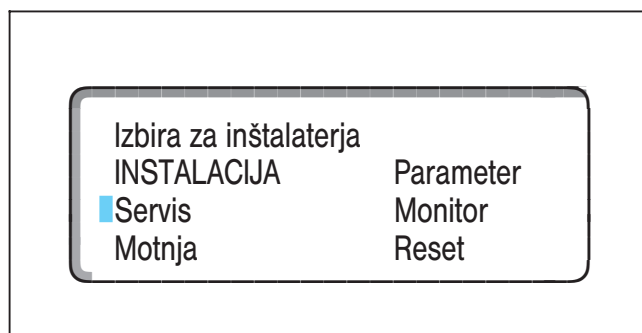 Izbira za inštalaterja
INSTALACIJA Parameter
Servis Monitor
Motnja Reset